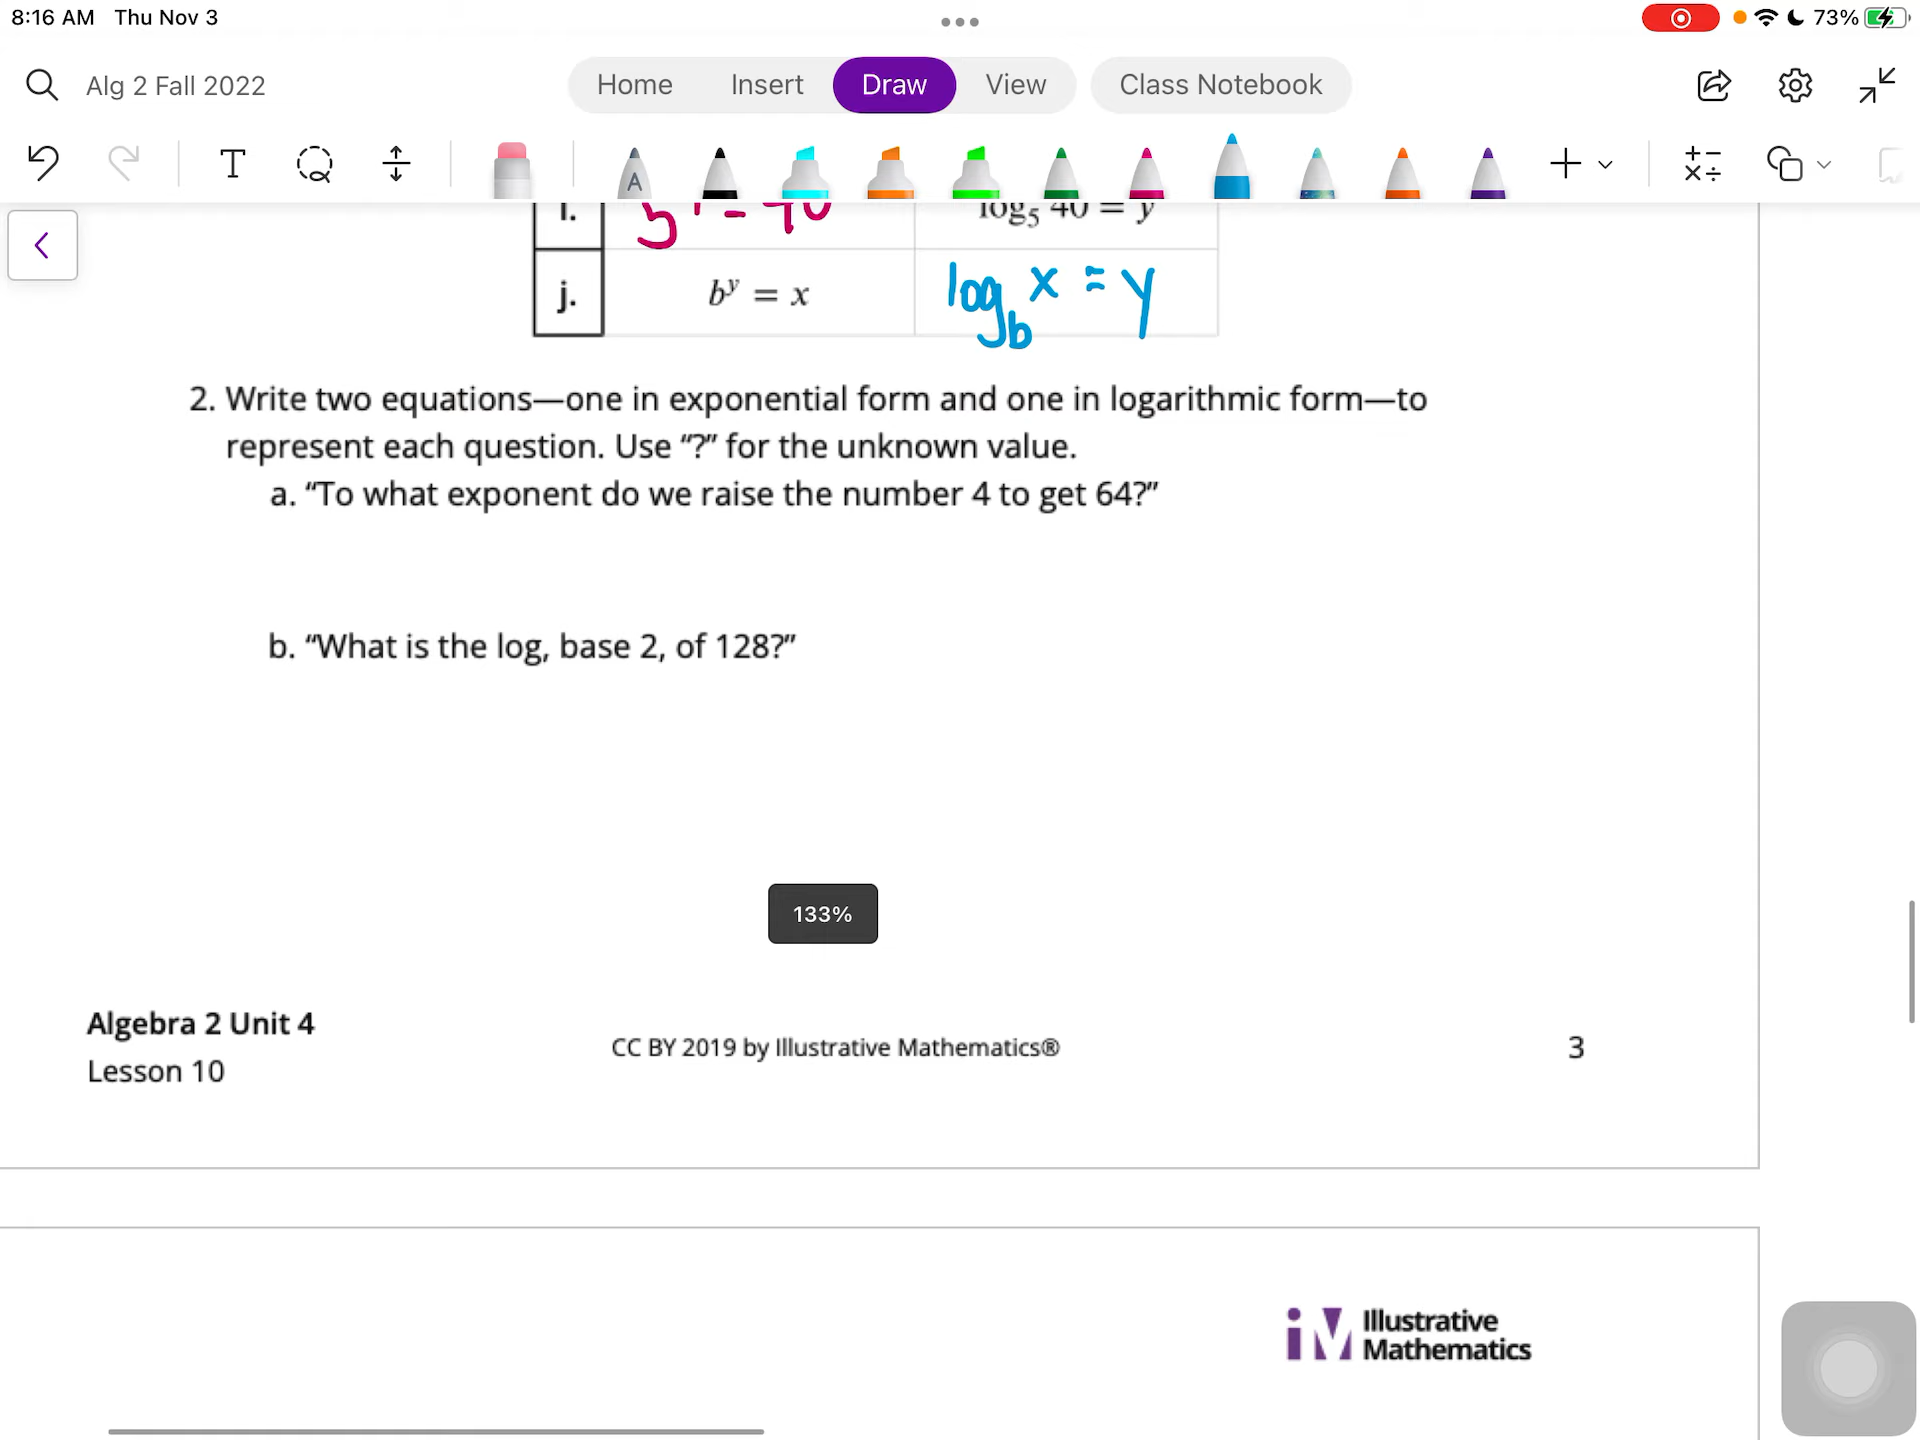 8:16 AM Thu Nov 3
73%
Alg 2 Fall 2022
Home Insert Draw View Class Notebook
T
A
i. 5^y = 40 log₅ 40 = y
j. b^y = x log_b x = y
2. Write two equations—one in exponential form and one in logarithmic form—to
represent each question. Use “?” for the unknown value.
a. “To what exponent do we raise the number 4 to get 64?”
b. “What is the log, base 2, of 128?”
133%
Algebra 2 Unit 4
Lesson 10
CC BY 2019 by Illustrative Mathematics®
3
Illustrative
Mathematics